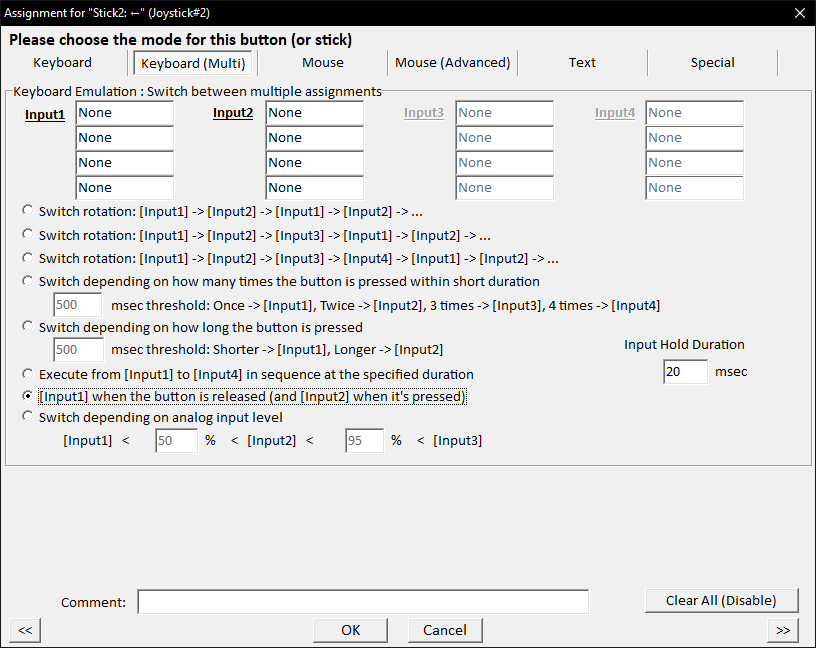 Assignment for "Stick2: ←" (Joystick#2)
Please choose the mode for this button (or stick)
Keyboard Keyboard (Multi) Mouse Mouse (Advanced) Text Special
Keyboard Emulation : Switch between multiple assignments
Input1 None Input2 None Input3 None Input4 None
None None None None
None None None None
None None None None
Switch rotation: [Input1] -> [Input2] -> [Input1] -> [Input2] -> ...
Switch rotation: [Input1] -> [Input2] -> [Input3] -> [Input1] -> [Input2] -> ...
Switch rotation: [Input1] -> [Input2] -> [Input3] -> [Input4] -> [Input1] -> [Input2] -> ...
Switch depending on how many times the button is pressed within short duration
500 msec threshold: Once -> [Input1], Twice -> [Input2], 3 times -> [Input3], 4 times -> [Input4]
Switch depending on how long the button is pressed
500 msec threshold: Shorter -> [Input1], Longer -> [Input2]
Input Hold Duration
20 msec
Execute from [Input1] to [Input4] in sequence at the specified duration
[Input1] when the button is released (and [Input2] when it's pressed)
Switch depending on analog input level
[Input1] < 50 % < [Input2] < 95 % < [Input3]
Comment: Clear All (Disable)
<< OK Cancel >>